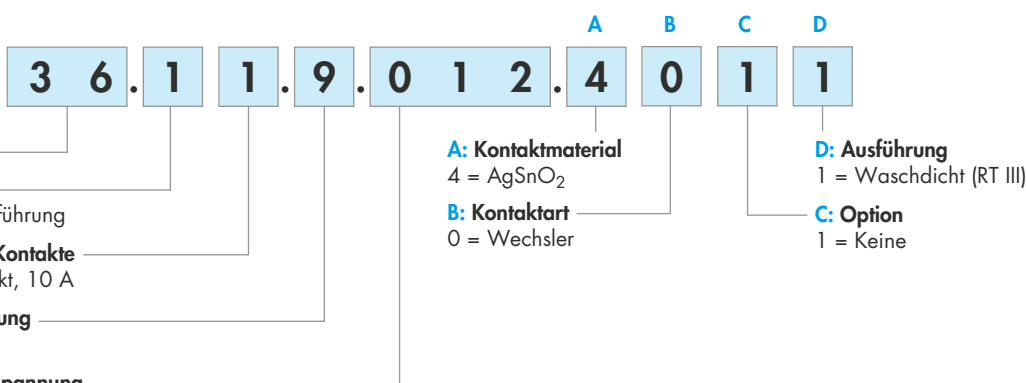 A B C D
3 6 . 1 1 . 9 . 0 1 2 . 4 0 1 1
A: Kontaktmaterial
4 = AgSnO2
B: Kontaktart
0 = Wechsler
D: Ausführung
1 = Waschdicht (RT III)
C: Option
1 = Keine
führung
Kontakte
kt, 10 A
ung